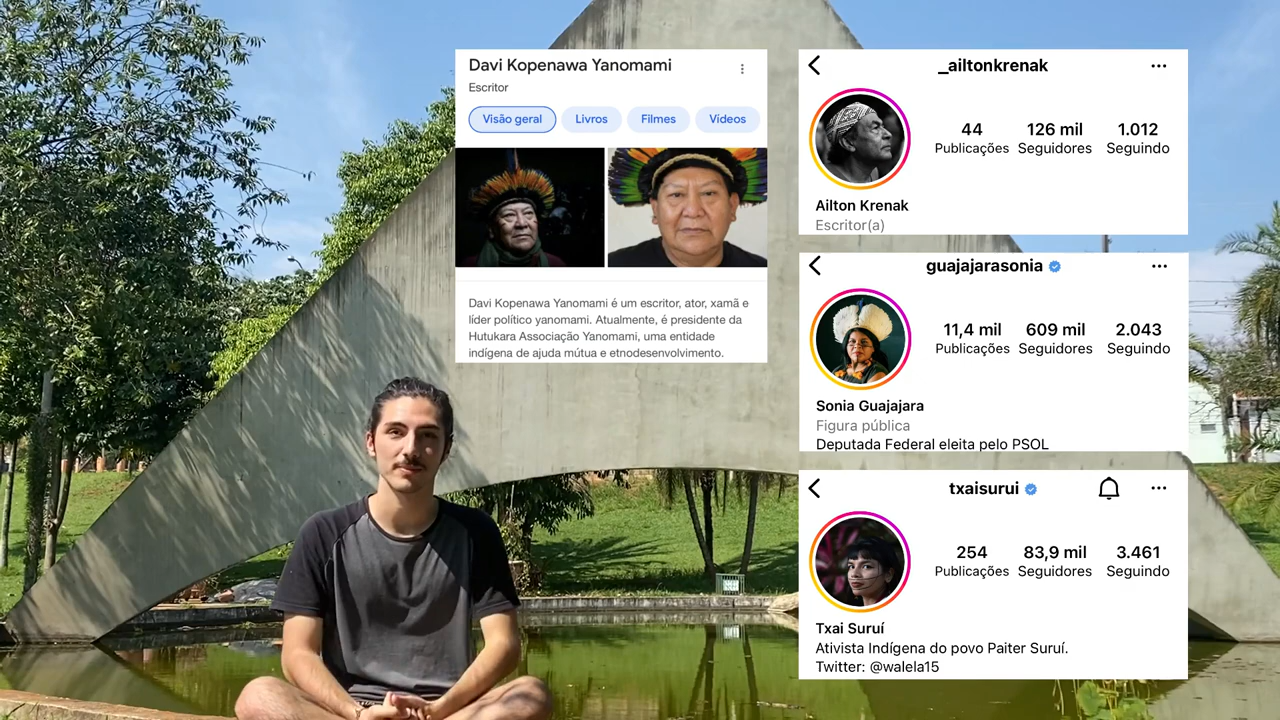 Davi Kopenawa Yanomami
Escritor
Visão geral Livros Filmes Vídeos
Davi Kopenawa Yanomami é um escritor, ator, xamã e
líder político yanomami. Atualmente, é presidente da
Hutukara Associação Yanomami, uma entidade
indígena de ajuda mútua e etnodesenvolvimento.
_ailtonkrenak
44 126 mil 1.012
Publicações Seguidores Seguindo
Ailton Krenak
Escritor(a)
guajajarasonia
11,4 mil 609 mil 2.043
Publicações Seguidores Seguindo
Sonia Guajajara
Figura pública
Deputada Federal eleita pelo PSOL
txaisurui
254 83,9 mil 3.461
Publicações Seguidores Seguindo
Txai Suruí
Ativista Indígena do povo Paiter Suruí.
Twitter: @walela15